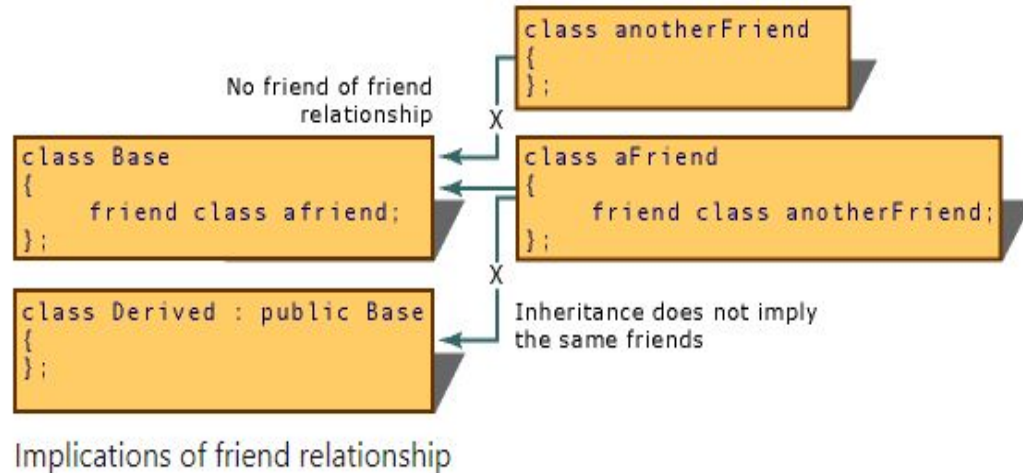 class anotherFriend
{
};
No friend of friend
relationship
X
class Base
{
friend class afriend;
};
class aFriend
{
friend class anotherFriend;
};
X
class Derived : public Base
{
};
Inheritance does not imply
the same friends
Implications of friend relationship